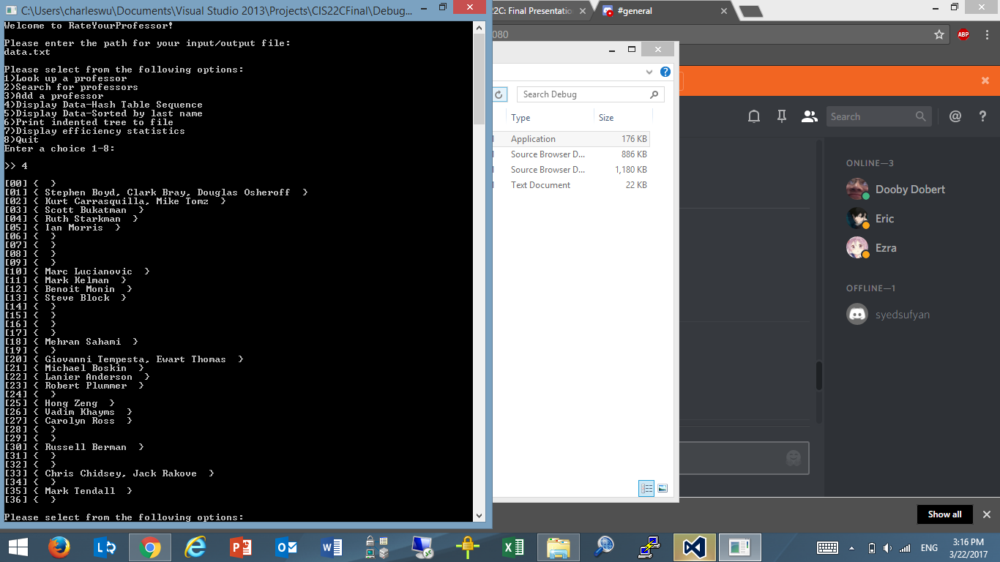 C:\Users\charleswu\Documents\Visual Studio 2013\Projects\CIS22CFinal\Debug...
Welcome to RateYourProfessor!
Please enter the path for your input/output file:
data.txt
Please select from the following options:
1>Look up a professor
2>Search for professors
3>Add a professor
4>Display Data-Hash Table Sequence
5>Display Data-Sorted by last name
6>Print indented tree to file
7>Display efficiency statistics
8>Quit
Enter a choice 1-8:
>> 4
[00] {  }
[01] { Stephen Boyd, Clark Bray, Douglas Osheroff  }
[02] { Kurt Carrasquilla, Mike Tomz  }
[03] { Scott Bukatman  }
[04] { Ruth Starkman  }
[05] { Ian Morris  }
[06] {  }
[07] {  }
[08] {  }
[09] {  }
[10] { Marc Lucianovic  }
[11] { Mark Kelman  }
[12] { Benoit Monin  }
[13] { Steve Block  }
[14] {  }
[15] {  }
[16] {  }
[17] {  }
[18] { Mehran Sahami  }
[19] {  }
[20] { Giovanni Tempesta, Ewart Thomas  }
[21] { Michael Boskin  }
[22] { Lanier Anderson  }
[23] { Robert Plummer  }
[24] {  }
[25] { Hong Zeng  }
[26] { Vadim Khayms  }
[27] { Carolyn Ross  }
[28] {  }
[29] {  }
[30] { Russell Berman  }
[31] {  }
[32] {  }
[33] { Chris Chidsey, Jack Rakove  }
[34] {  }
[35] { Mark Tendall  }
[36] {  }
Please select from the following options:
2C: Final Presentatio
#general
080
ABP
Search Debug
Type Size
Application 176 KB
Source Browser D... 886 KB
Source Browser D... 1,180 KB
Text Document 22 KB
Search
ONLINE—3
Dooby Dobert
Eric
Ezra
OFFLINE—1
syedsufyan
Show all
ENG
3:16 PM
3/22/2017